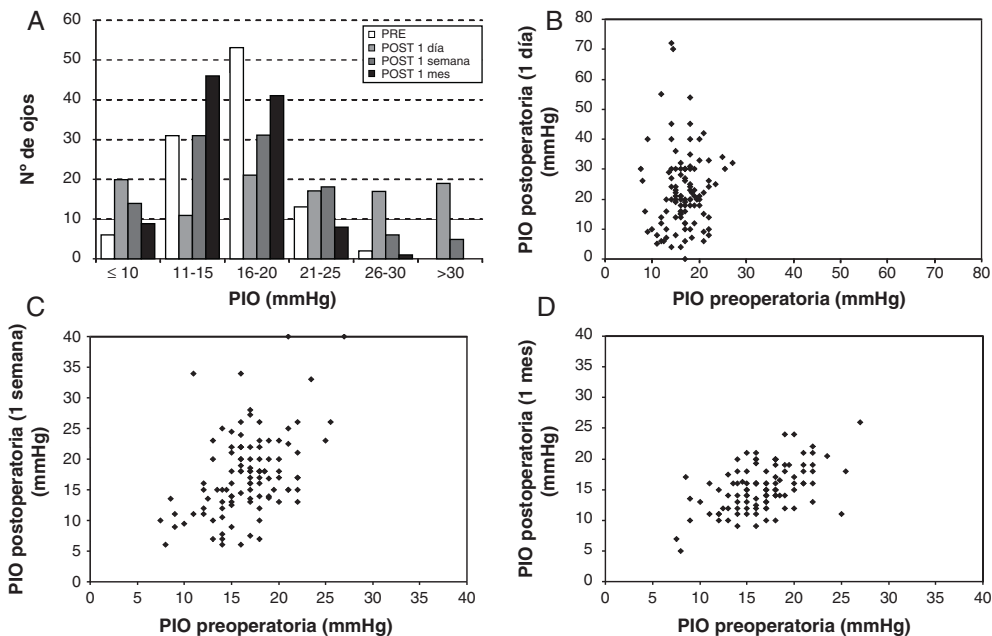 A
PRE
POST 1 día
POST 1 semana
POST 1 mes
Nº de ojos
60
50
40
30
20
10
0
≤ 10 11-15 16-20 21-25 26-30 >30
PIO (mmHg)
B
PIO postoperatoria (1 día)
(mmHg)
80
70
60
50
40
30
20
10
0
0 10 20 30 40 50 60 70 80
PIO preoperatoria (mmHg)
C
PIO postoperatoria (1 semana)
(mmHg)
40
35
30
25
20
15
10
5
0
0 5 10 15 20 25 30 35 40
PIO preoperatoria (mmHg)
D
PIO postoperatoria (1 mes)
(mmHg)
40
35
30
25
20
15
10
5
0
0 5 10 15 20 25 30 35 40
PIO preoperatoria (mmHg)